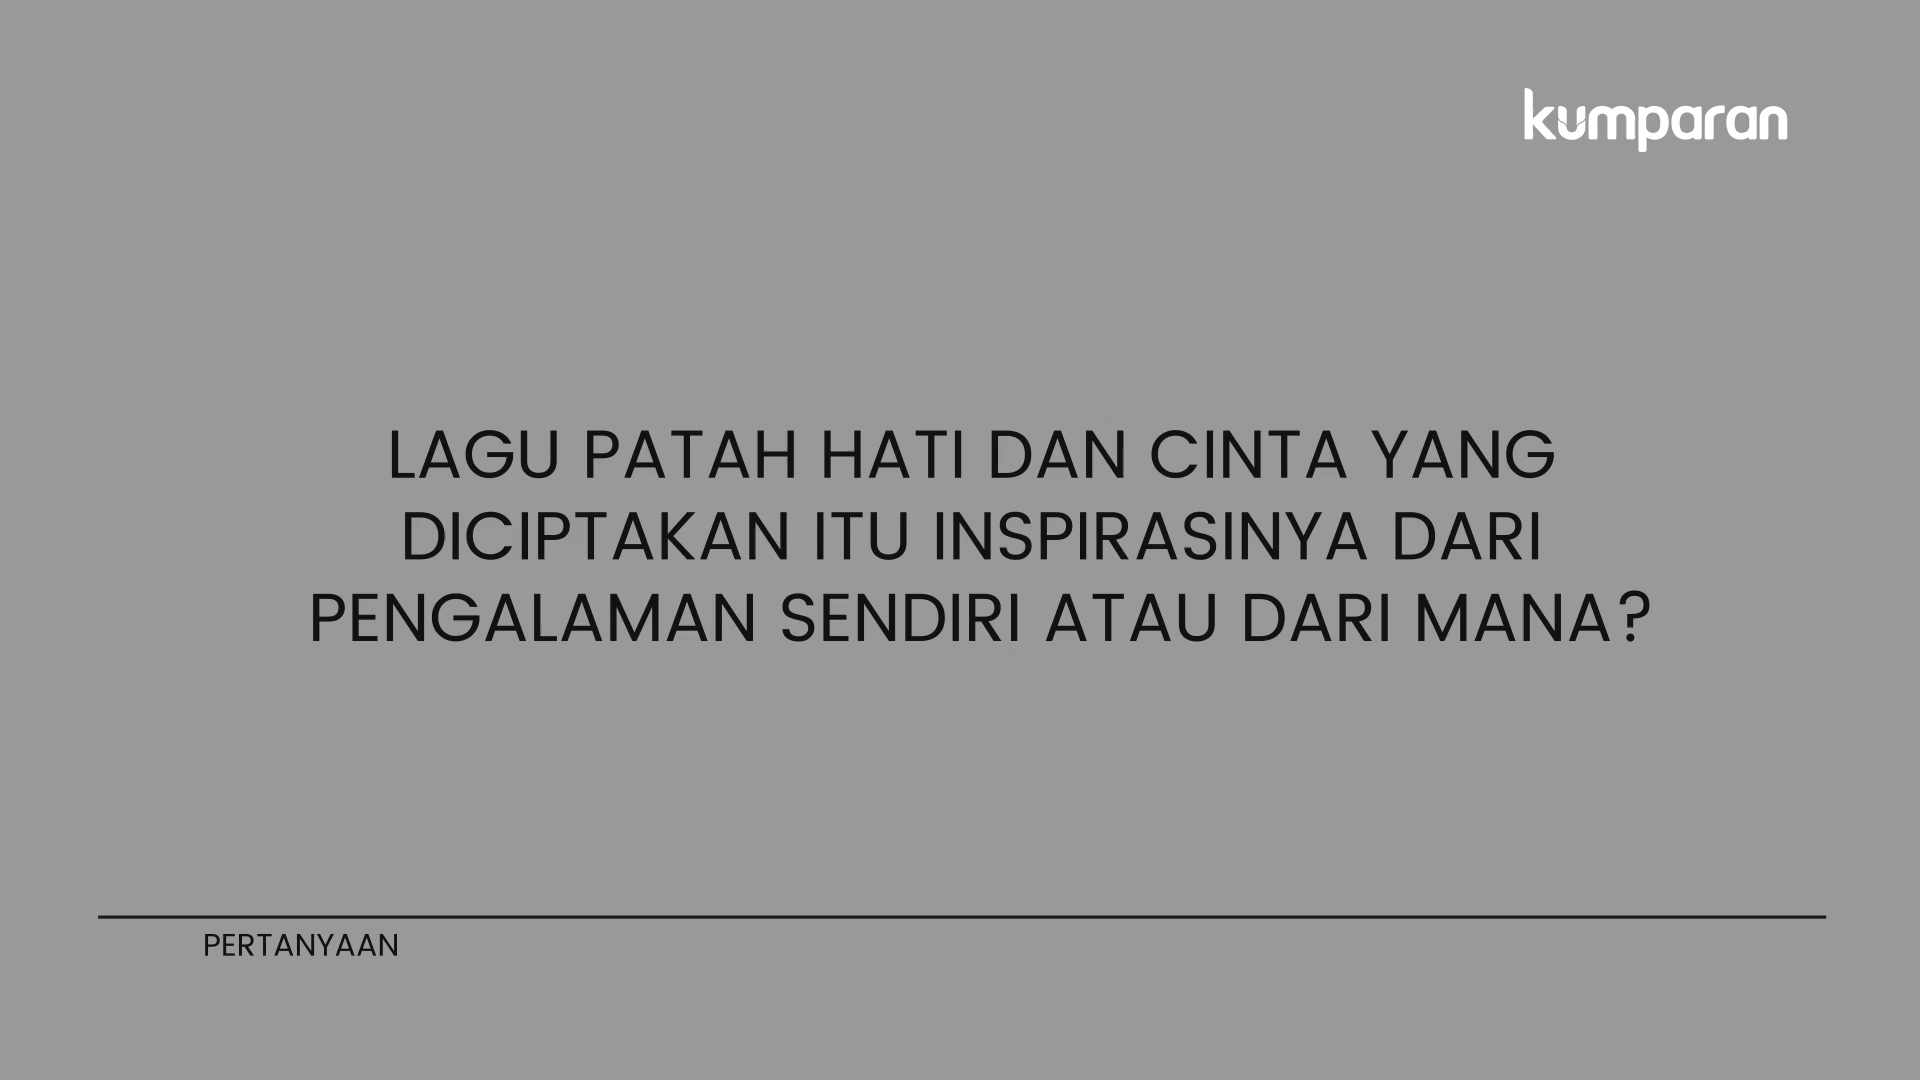 kumparan
LAGU PATAH HATI DAN CINTA YANG
DICIPTAKAN ITU INSPIRASINYA DARI
PENGALAMAN SENDIRI ATAU DARI MANA?
PERTANYAAN